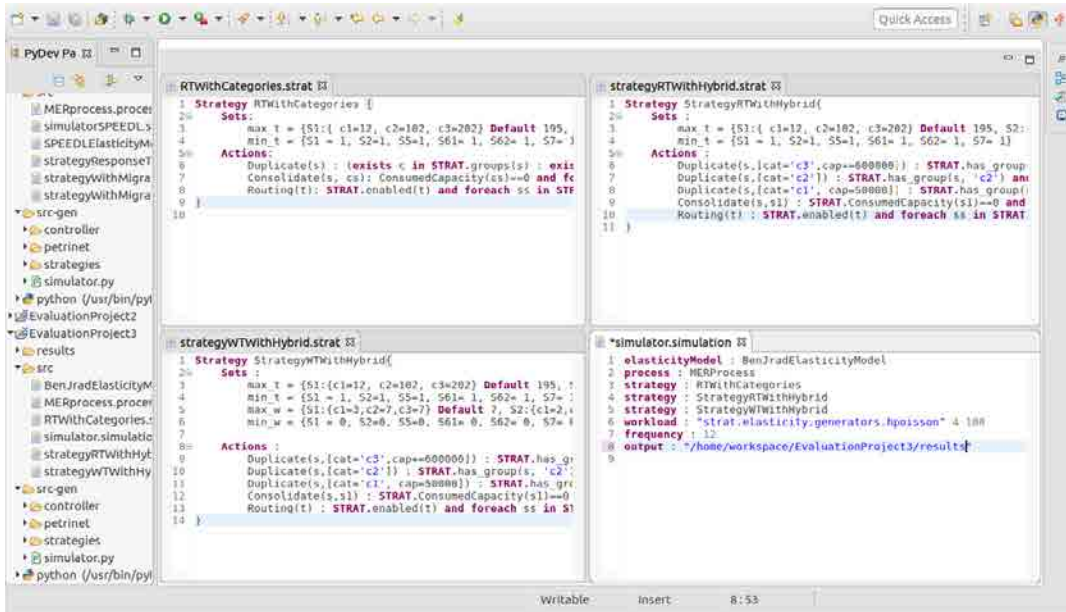 Quick Access
PyDev Pa
MERprocess.proces
simulatorSPEEDL.s
SPEEDLElasticityM
strategyResponseT
strategyWithMigra
strategyWithMigra
src-gen
controller
petrinet
strategies
simulator.py
python (/usr/bin/pyt
EvaluationProject2
EvaluationProject3
results
src
BenJradElasticityM
MERprocess.proces
RTWithCategories.s
simulator.simulatio
strategyRTWithHyt
strategyWTWithHy
src-gen
controller
petrinet
strategies
simulator.py
python (/usr/bin/pyt
RTWithCategories.strat
1 Strategy RTWithCategories {
2 Sets:
3 max_t = {S1:{ c1=12, c2=102, c3=202} Default 195,
4 min_t = {S1 = 1, S2=1, S5=1, S61= 1, S62= 1, S7=
5 Actions:
6 Duplicate(s) : (exists c in STRAT.groups(s) : exis
7 Consolidate(s, cs): ConsumedCapacity(cs)==0 and fo
8 Routing(t): STRAT.enabled(t) and foreach ss in STR
9 }
10
strategyRTWithHybrid.strat
1 Strategy StrategyRTWithHybrid{
2 Sets :
3 max_t = {S1:{ c1=12, c2=102, c3=202} Default 195, S2:
4 min_t = {S1 = 1, S2=1, S5=1, S61= 1, S62= 1, S7= 1}
5 Actions :
6 Duplicate(s,[cat='c3',cap+=600000]) : STRAT.has_group
7 Duplicate(s,[cat='c2']) : STRAT.has_group(s, 'c2') and
8 Duplicate(s,[cat='c1', cap=50000]) : STRAT.has_group(
9 Consolidate(s,s1) : STRAT.ConsumedCapacity(s1)==0 and
10 Routing(t) : STRAT.enabled(t) and foreach ss in STRAT
11 }
strategyWTWithHybrid.strat
1 Strategy StrategyWTWithHybrid{
2 Sets :
3 max_t = {S1:{c1=12, c2=102, c3=202} Default 195,
4 min_t = {S1 = 1, S2=1, S5=1, S61= 1, S62= 1, S7=
5 max_w = {S1:{c1=3,c2=7,c3=7} Default 7, S2:{c1=2,
6 min_w = {S1 = 0, S2=0, S5=0, S61= 0, S62= 0, S7=
7
8 Actions :
9 Duplicate(s,[cat='c3',cap+=600000]) : STRAT.has_gr
10 Duplicate(s,[cat='c2']) : STRAT.has_group(s, 'c2'
11 Duplicate(s,[cat='c1', cap=50000]) : STRAT.has_gro
12 Consolidate(s,s1) : STRAT.ConsumedCapacity(s1)==0
13 Routing(t) : STRAT.enabled(t) and foreach ss in ST
14 }
*simulator.simulation
1 elasticityModel : BenJradElasticityModel
2 process : MERProcess
3 strategy : RTWithCategories
4 strategy : StrategyRTWithHybrid
5 strategy : StrategyWTWithHybrid
6 workload : "strat.elasticity.generators.hpoisson" 4 100
7 frequency : 12
8 output : "/home/workspace/EvaluationProject3/results"
9
Writable
Insert
8:53